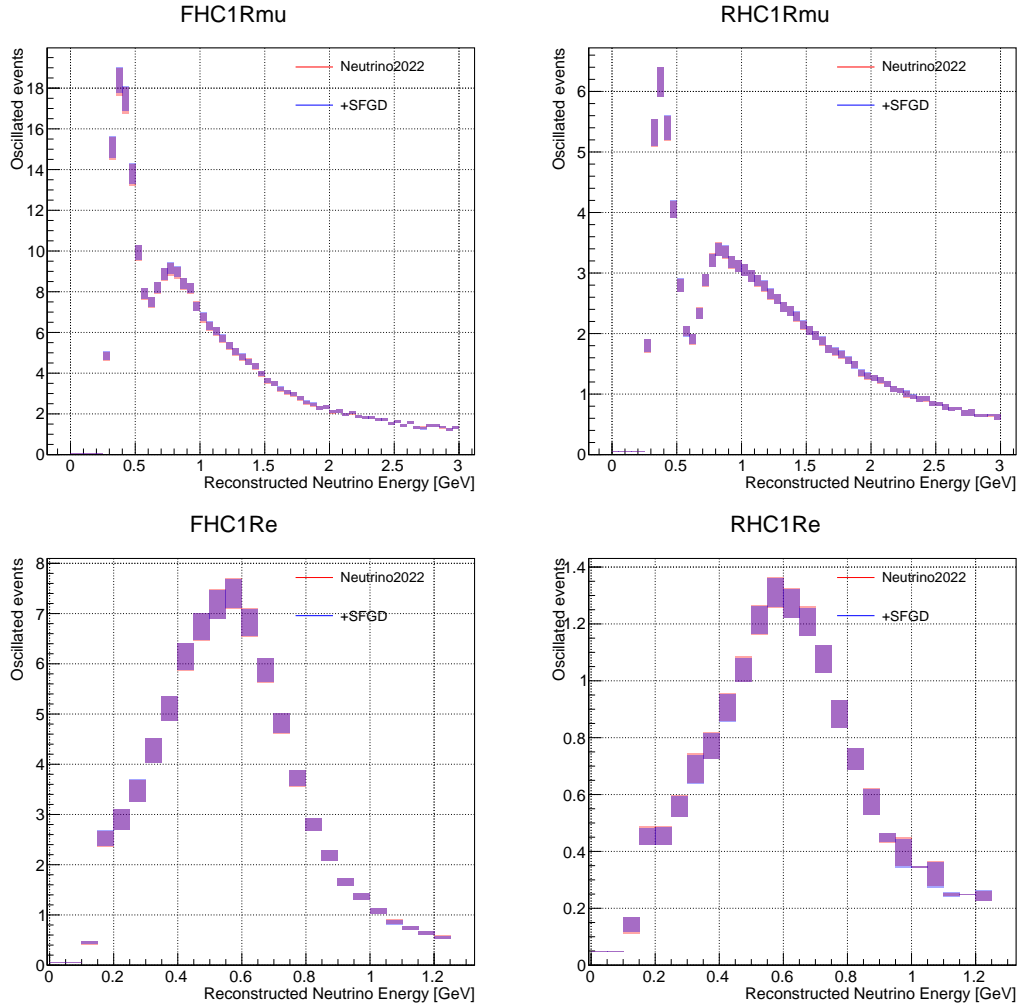 FHC1Rmu
Oscillated events
Neutrino2022
+SFGD
18
16
14
12
10
8
6
4
2
0
0 0.5 1 1.5 2 2.5 3
Reconstructed Neutrino Energy [GeV]
RHC1Rmu
Oscillated events
Neutrino2022
+SFGD
6
5
4
3
2
1
0
0 0.5 1 1.5 2 2.5 3
Reconstructed Neutrino Energy [GeV]
FHC1Re
Oscillated events
Neutrino2022
+SFGD
8
7
6
5
4
3
2
1
0
0 0.2 0.4 0.6 0.8 1 1.2
Reconstructed Neutrino Energy [GeV]
RHC1Re
Oscillated events
Neutrino2022
+SFGD
1.4
1.2
1
0.8
0.6
0.4
0.2
0
0 0.2 0.4 0.6 0.8 1 1.2
Reconstructed Neutrino Energy [GeV]